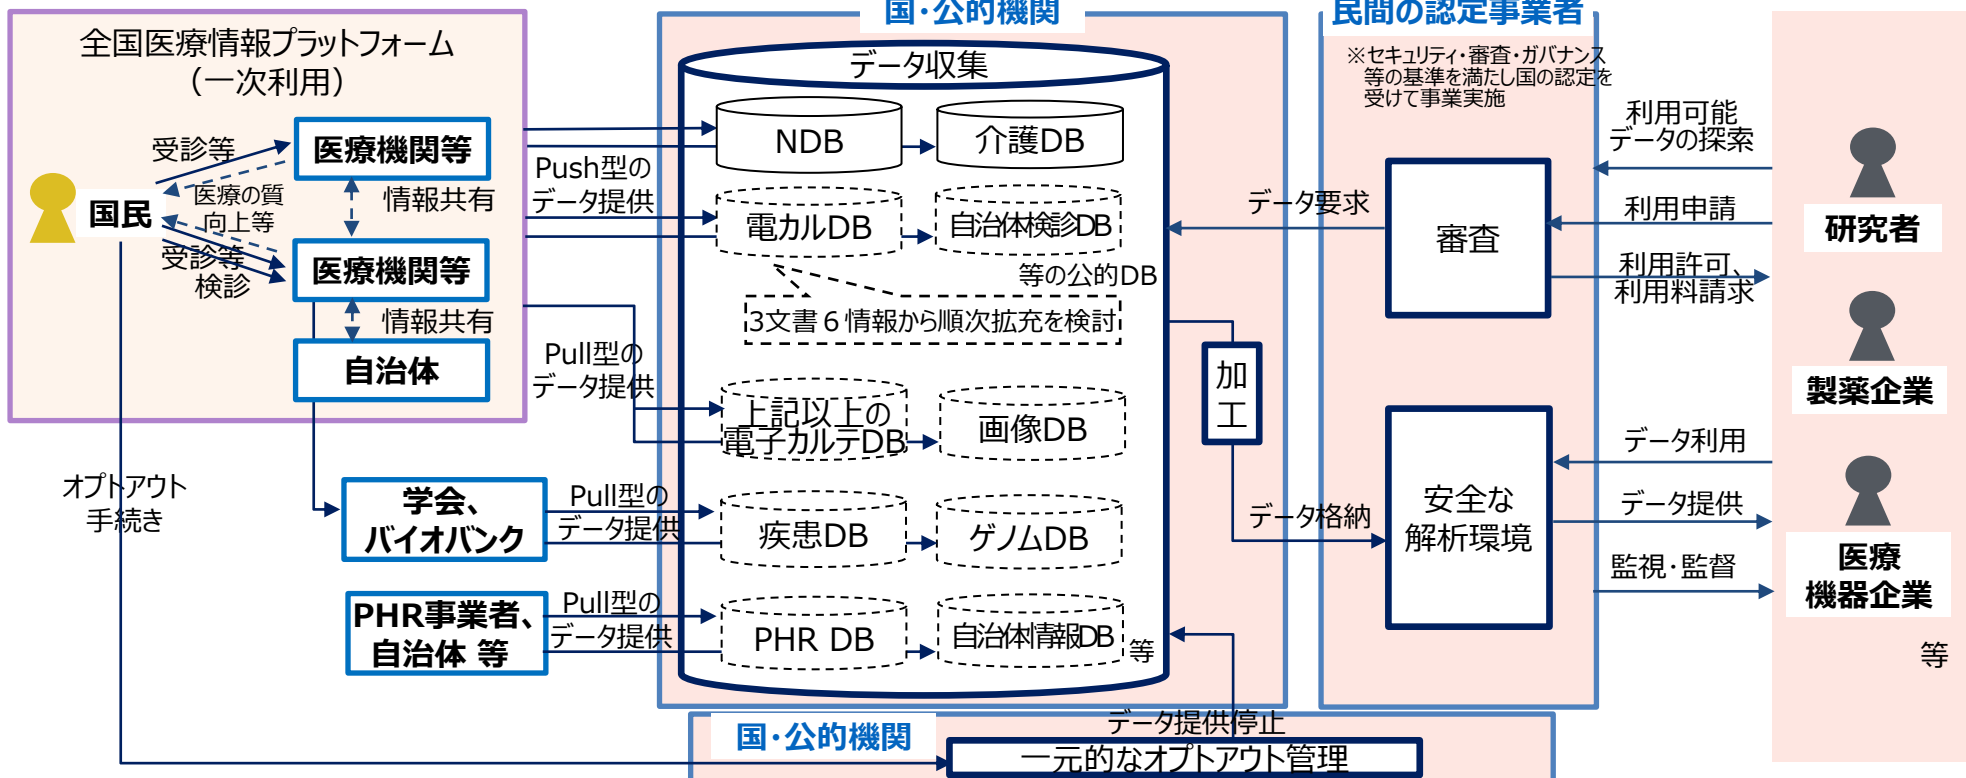 全国医療情報プラットフォーム
（一次利用）
受診等
医療機関等
医療の質
向上等
情報共有
国民
受診等
検診
医療機関等
情報共有
自治体
オプトアウト
手続き
学会、
バイオバンク
PHR事業者、
自治体 等
Push型の
データ提供
Pull型の
データ提供
Pull型の
データ提供
Pull型の
データ提供
国・公的機関
データ収集
NDB
介護DB
電カルDB
自治体検診DB
等の公的DB
3文書６情報から順次拡充を検討
上記以上の
電子カルテDB
画像DB
疾患DB
ゲノムDB
PHR DB
自治体情報DB
等
加
工
データ要求
データ格納
民間の認定事業者
※セキュリティ・審査・ガバナンス
等の基準を満たし国の認定を
受けて事業実施
審査
安全な
解析環境
利用可能
データの探索
利用申請
利用許可、
利用料請求
データ利用
データ提供
監視・監督
研究者
製薬企業
医療
機器企業
等
国・公的機関
データ提供停止
一元的なオプトアウト管理